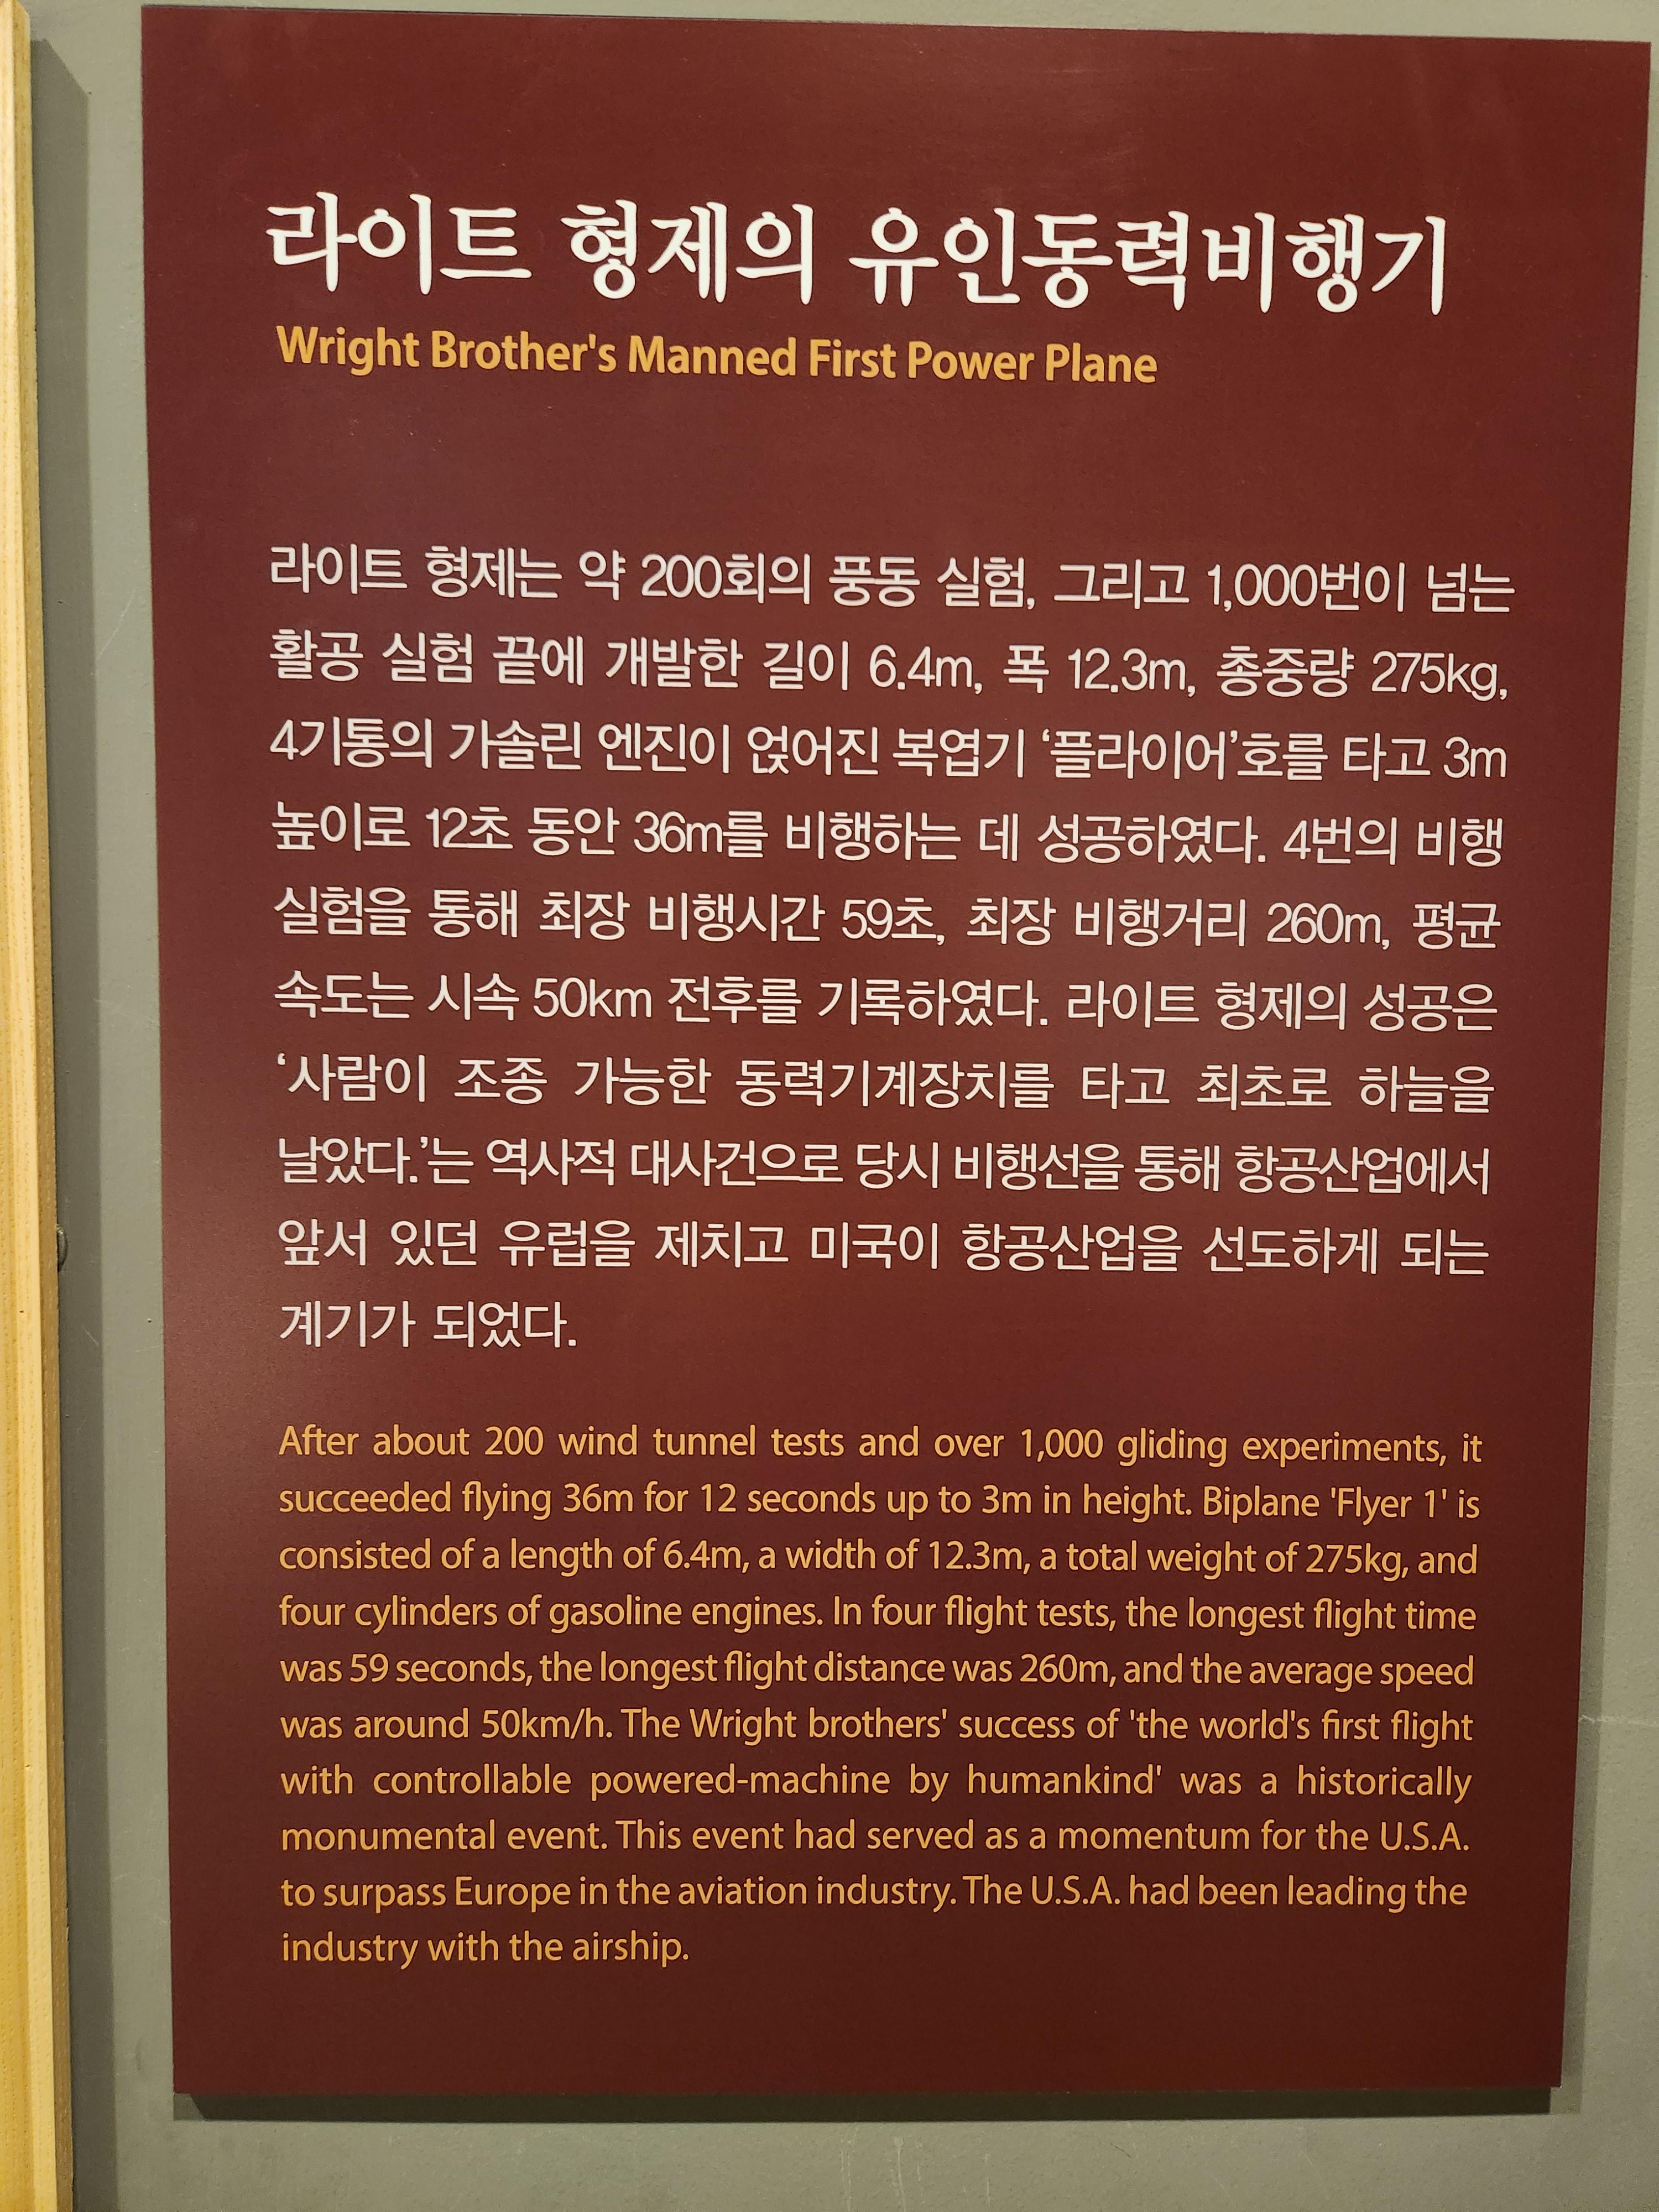 라이트 형제의 유인동력비행기
Wright Brother's Manned First Power Plane
라이트 형제는 약 200회의 풍동 실험, 그리고 1,000번이 넘는
활공 실험 끝에 개발한 길이 6.4m, 폭 12.3m, 총중량 275kg,
4기통의 가솔린 엔진이 얹어진 복엽기 ‘플라이어’호를 타고 3m
높이로 12초 동안 36m를 비행하는 데 성공하였다. 4번의 비행
실험을 통해 최장 비행시간 59초, 최장 비행거리 260m, 평균
속도는 시속 50km 전후를 기록하였다. 라이트 형제의 성공은
‘사람이 조종 가능한 동력기계장치를 타고 최초로 하늘을
날았다.’는 역사적 대사건으로 당시 비행선을 통해 항공산업에서
앞서 있던 유럽을 제치고 미국이 항공산업을 선도하게 되는
계기가 되었다.
After about 200 wind tunnel tests and over 1,000 gliding experiments, it
succeeded flying 36m for 12 seconds up to 3m in height. Biplane 'Flyer 1' is
consisted of a length of 6.4m, a width of 12.3m, a total weight of 275kg, and
four cylinders of gasoline engines. In four flight tests, the longest flight time
was 59 seconds, the longest flight distance was 260m, and the average speed
was around 50km/h. The Wright brothers' success of 'the world's first flight
with controllable powered-machine by humankind' was a historically
monumental event. This event had served as a momentum for the U.S.A.
to surpass Europe in the aviation industry. The U.S.A. had been leading the
industry with the airship.